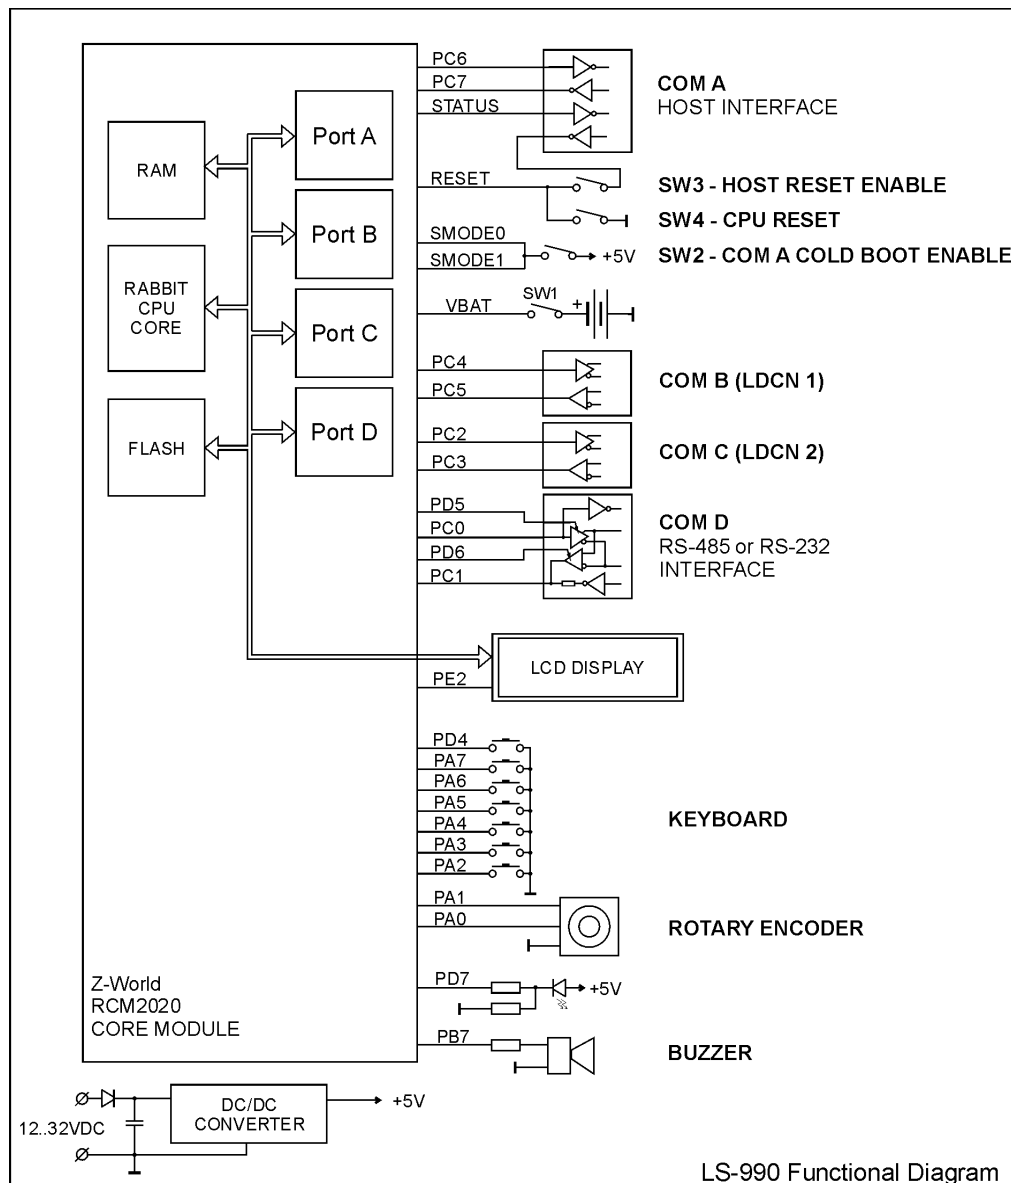 PC6
PC7
STATUS
COM A
HOST INTERFACE
Port A
RAM
RESET
SW3 - HOST RESET ENABLE
SW4 - CPU RESET
Port B
SMODE0
SMODE1
+5V
SW2 - COM A COLD BOOT ENABLE
RABBIT
CPU
CORE
VBAT
SW1
+
Port C
PC4
PC5
COM B (LDCN 1)
FLASH
Port D
PC2
PC3
COM C (LDCN 2)
PD5
PC0
PD6
PC1
COM D
RS-485 or RS-232
INTERFACE
LCD DISPLAY
PE2
PD4
PA7
PA6
PA5
PA4
PA3
PA2
KEYBOARD
PA1
PA0
ROTARY ENCODER
Z-World
RCM2020
CORE MODULE
PD7
+5V
PB7
BUZZER
12..32VDC
DC/DC
CONVERTER
+5V
LS-990 Functional Diagram